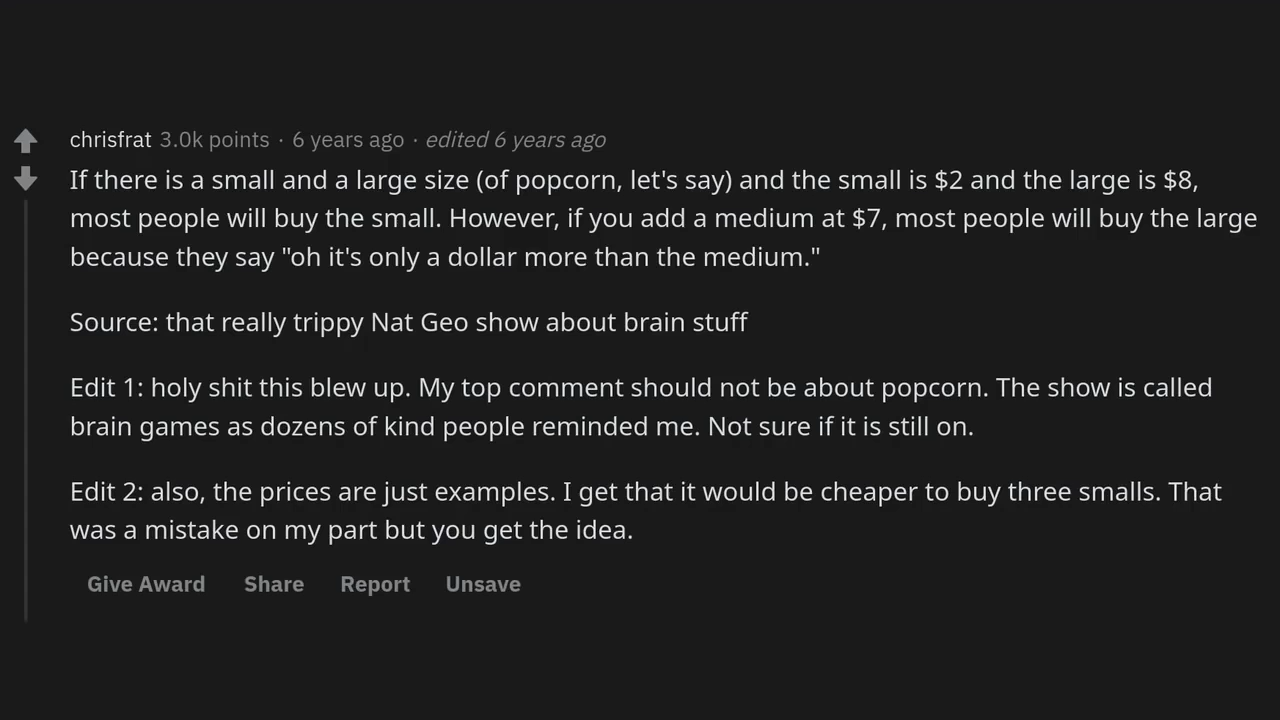 chrisfrat 3.0k points · 6 years ago · edited 6 years ago
If there is a small and a large size (of popcorn, let's say) and the small is $2 and the large is $8,
most people will buy the small. However, if you add a medium at $7, most people will buy the large
because they say "oh it's only a dollar more than the medium."
Source: that really trippy Nat Geo show about brain stuff
Edit 1: holy shit this blew up. My top comment should not be about popcorn. The show is called
brain games as dozens of kind people reminded me. Not sure if it is still on.
Edit 2: also, the prices are just examples. I get that it would be cheaper to buy three smalls. That
was a mistake on my part but you get the idea.
Give Award Share Report Unsave